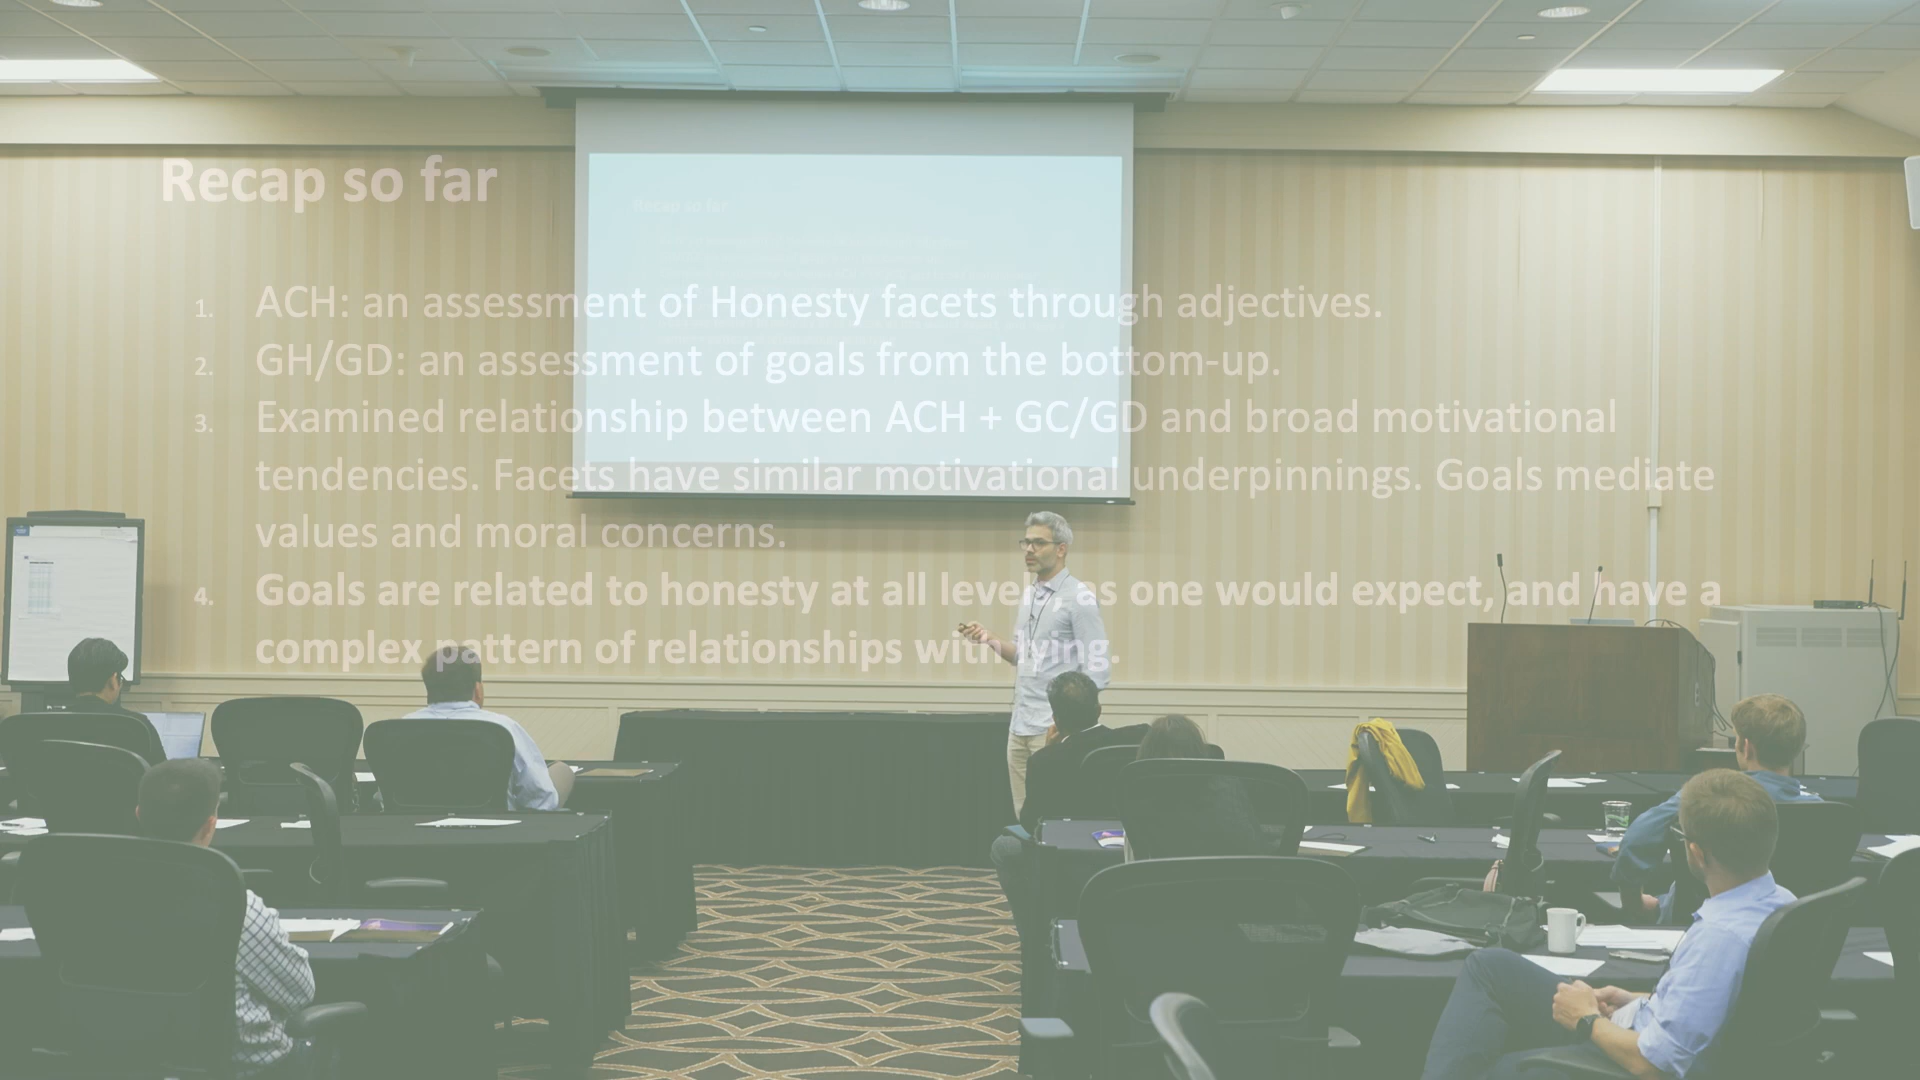 Recap so far
1. ACH: an assessment of Honesty facets through adjectives.
2. GH/GD: an assessment of goals from the bottom-up.
3. Examined relationship between ACH + GC/GD and broad motivational
tendencies. Facets have similar motivational underpinnings. Goals mediate
values and moral concerns.
4. Goals are related to honesty at all levels, as one would expect, and have a
complex pattern of relationships with lying.
Recap so far